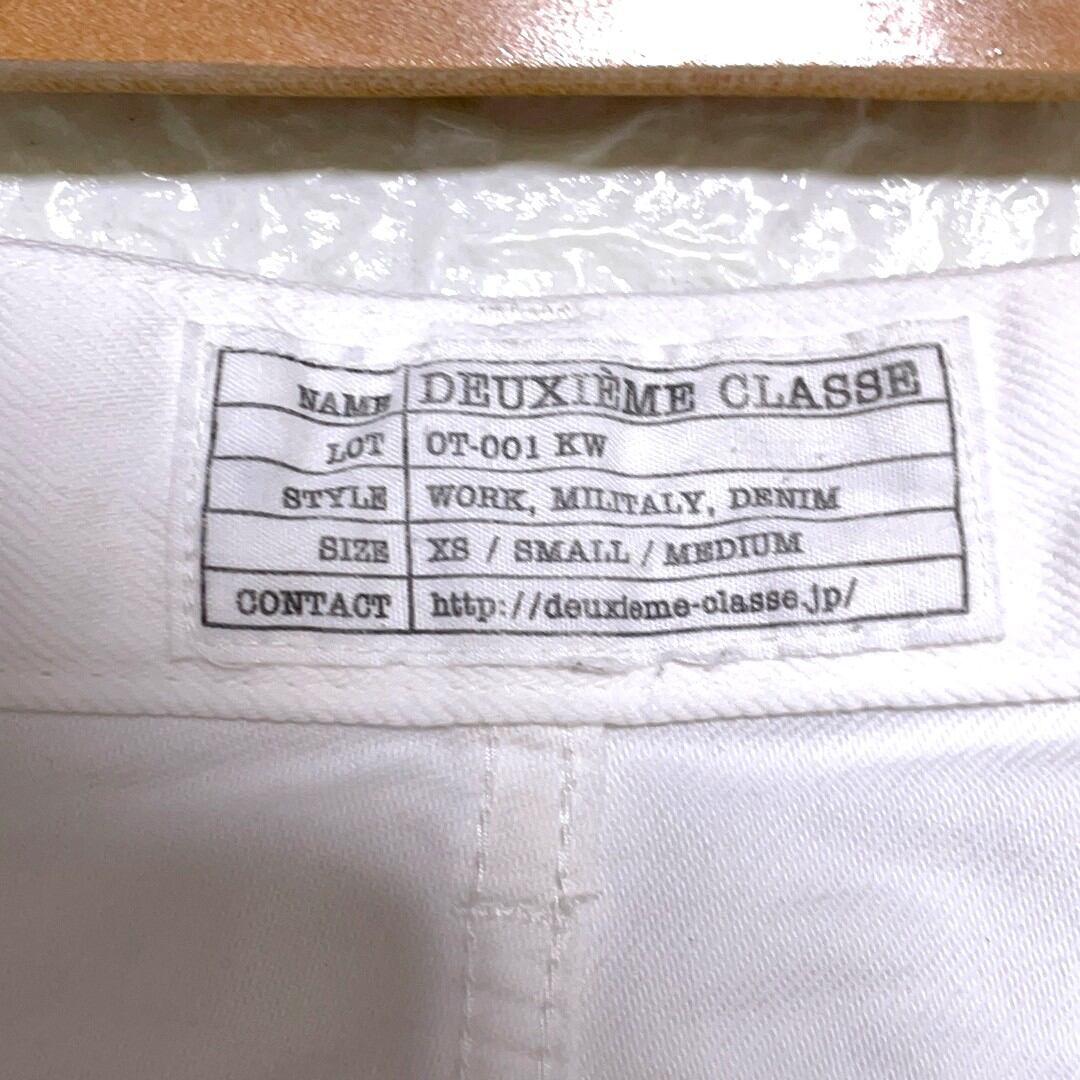 NAME DEUXIÈME CLASSE
LOT OT-001 KW
STYLE WORK, MILITALY, DENIM
SIZE XS / SMALL / MEDIUM
CONTACT http://deuxieme-classe.jp/